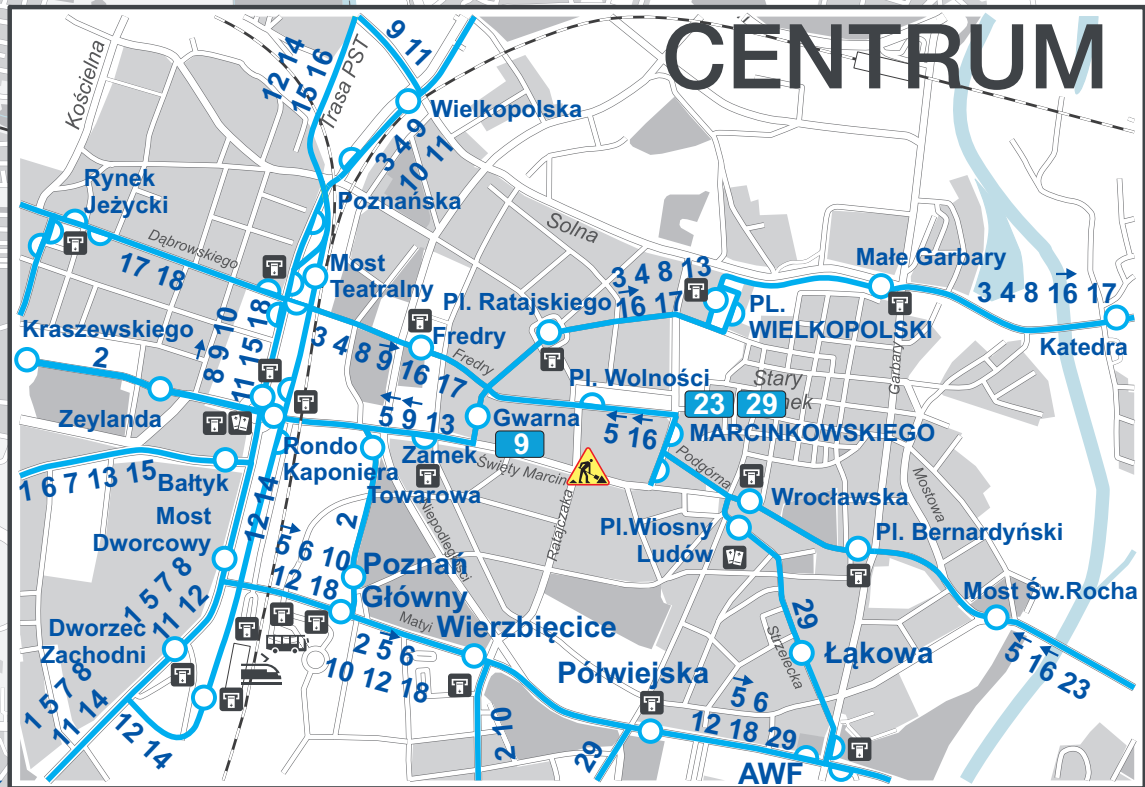 CENTRUM
Kościelna
12 14
15 16
Trasa PST
9 11
Wielkopolska
3 4 9
10 11
Rynek
Jeżycki
Poznańska
Dąbrowskiego
17 18
Solna
Most
Teatralny
3 4 8 13
16 17
Małe Garbary
3 4 8 16 17
Pl. Ratajskiego
PL.
WIELKOPOLSKI
Katedra
Kraszewskiego
2
8 9 10
11 15 18
3 4 8 9 16 17
Fredry
Fredry
Garbary
Pl. Wolności
Stary
23 29
Zeylanda
5 9 13
Gwarna
9
5 16
MARCINKOWSKIEGO
Rondo
Kaponiera
Zamek
Święty Marcin
Podgórna
1 6 7 13 15
Bałtyk
Towarowa
Niepodległości
Ratajczaka
Wrocławska
Mostowa
12 14
Most
Dworcowy
2
Pl.Wiosny
Ludów
Pl. Bernardyński
5 6 10
12 18
Poznań
Główny
29
Most Św.Rocha
1 5 7 8
11 12
Matyi
Wierzbięcice
Strzelecka
Łąkowa
5 16 23
Dworzec
Zachodni
2 5 6
10 12 18
Półwiejska
5 6
12 18 29
1 5 7 8
11 14
12 14
2 10
29
AWF